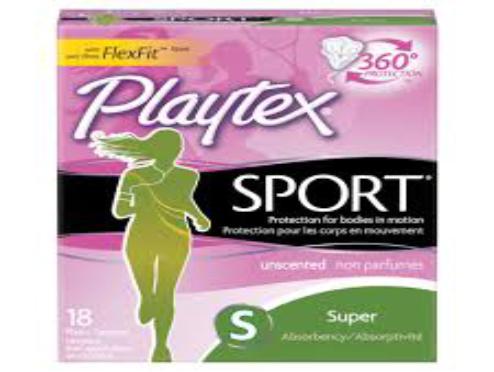 FlexFit™
360°
PROTECTION
Playtex
SPORT®
Protection for bodies in motion
Protection pour les corps en mouvement
unscented non parfumés
18
S
Super
Absorbency/Absorptivité